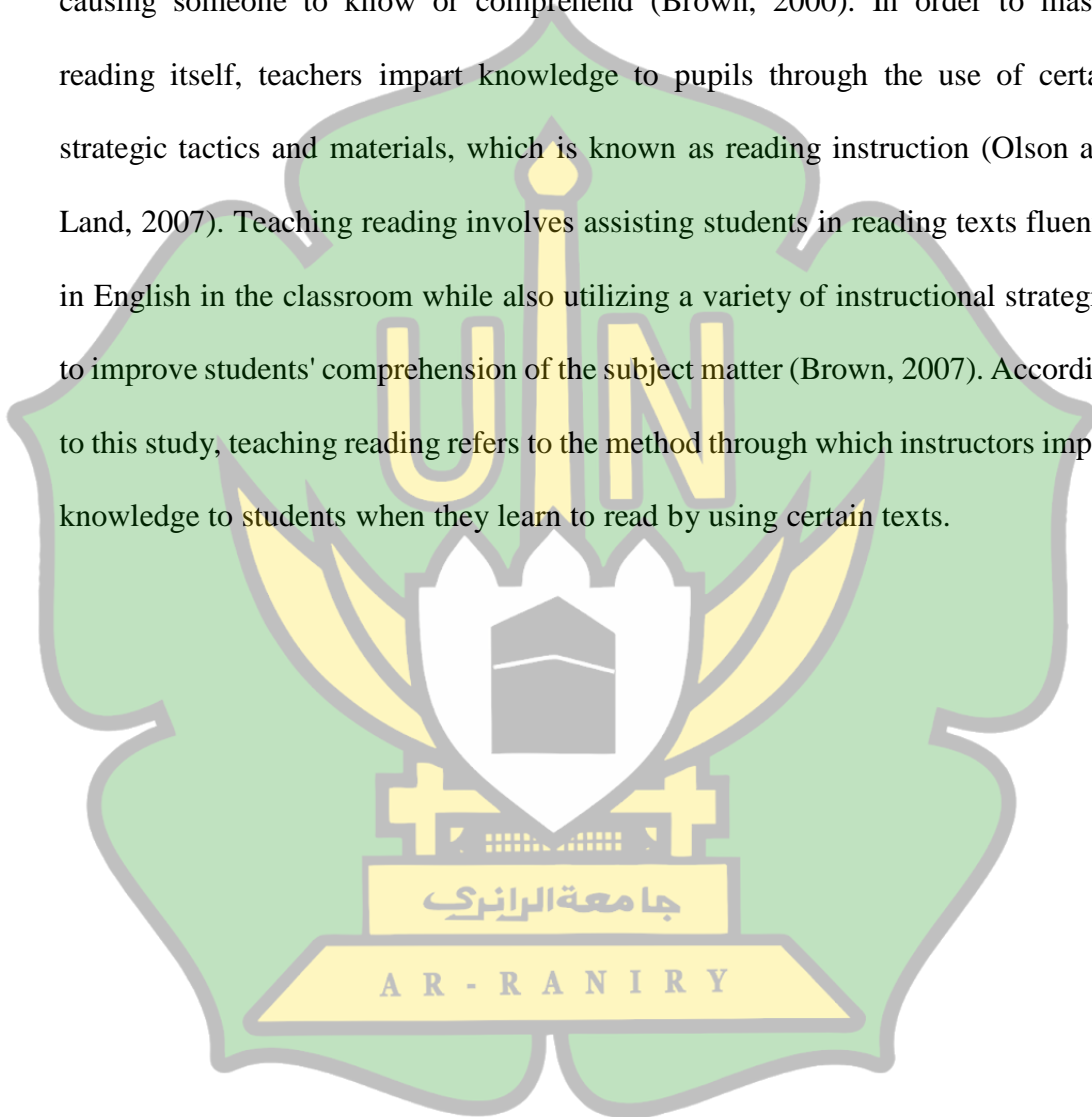 causing someone to know or comprehend (Brown, 2000). In order to mas
reading itself, teachers impart knowledge to pupils through the use of certa
strategic tactics and materials, which is known as reading instruction (Olson a
Land, 2007). Teaching reading involves assisting students in reading texts fluen
in English in the classroom while also utilizing a variety of instructional strateg
to improve students' comprehension of the subject matter (Brown, 2007). Accordi
to this study, teaching reading refers to the method through which instructors imp
knowledge to students when they learn to read by using certain texts.
UIN
جامعةالرانري
AR-RANIRY